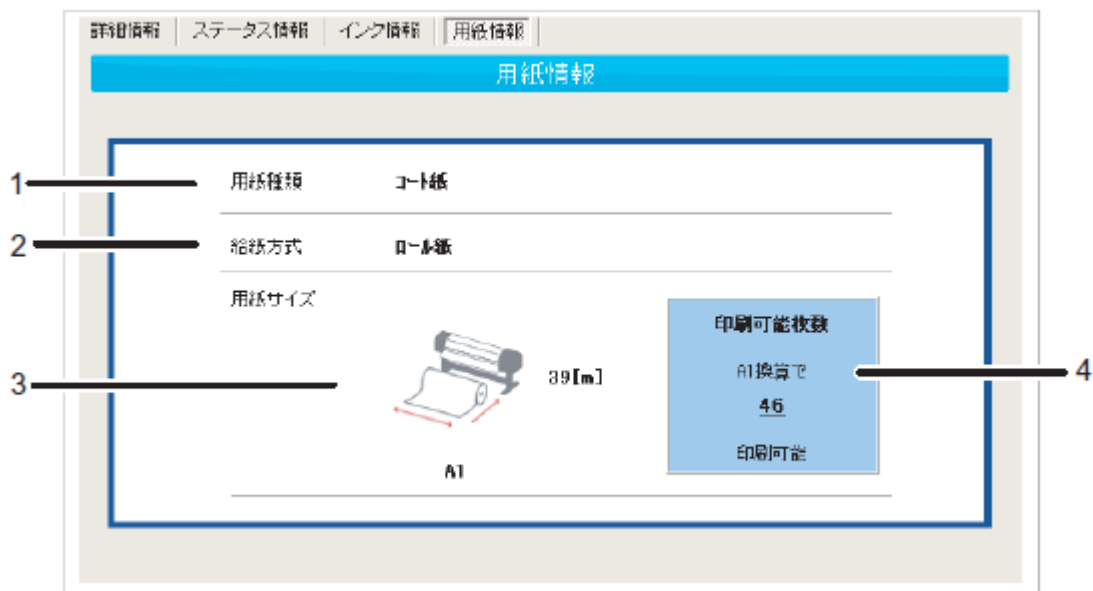 詳細情報 ステータス情報 インク情報 用紙情報
用紙情報
1 用紙種類 コート紙
2 給紙方式 ロール紙
用紙サイズ
印刷可能枚数
3 39[m] A1換算で 4
46
印刷可能
A1